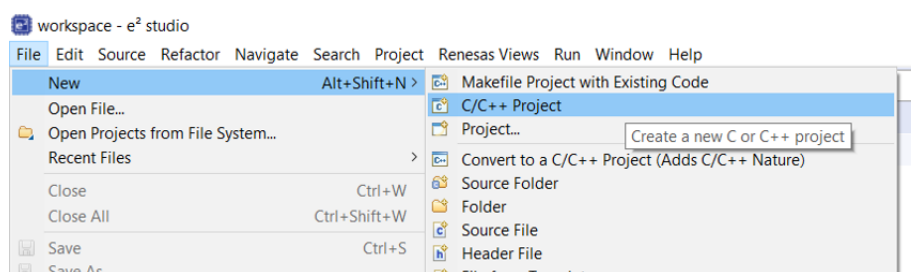 workspace - e² studio
File Edit Source Refactor Navigate Search Project Renesas Views Run Window Help
New Alt+Shift+N >
Open File...
Open Projects from File System...
Recent Files >
Close Ctrl+W
Close All Ctrl+Shift+W
Save Ctrl+S
Save As
Makefile Project with Existing Code
C/C++ Project
Project...
Create a new C or C++ project
Convert to a C/C++ Project (Adds C/C++ Nature)
Source Folder
Folder
Source File
Header File